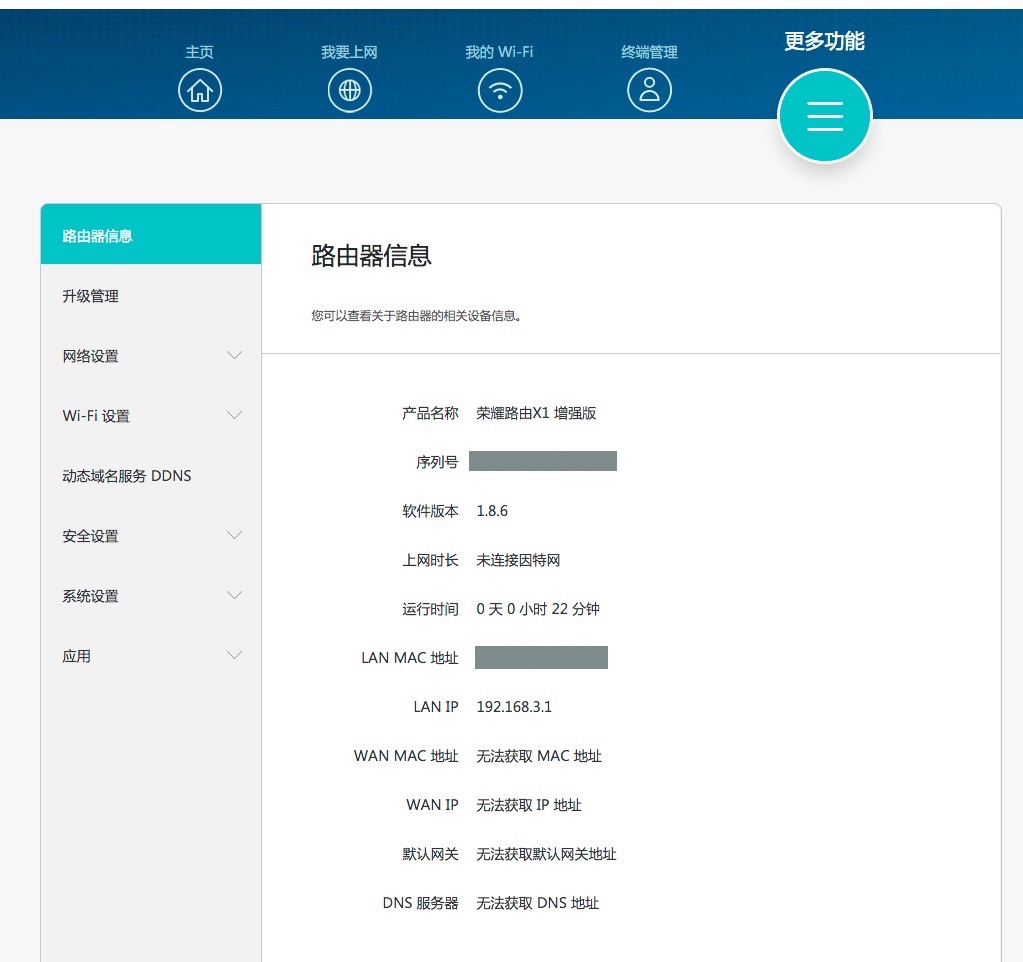 主页
我要上网
我的 Wi-Fi
终端管理
更多功能
路由器信息
升级管理
网络设置
Wi-Fi 设置
动态域名服务 DDNS
安全设置
系统设置
应用
路由器信息
您可以查看关于路由器的相关设备信息。
产品名称 荣耀路由X1 增强版
序列号
软件版本 1.8.6
上网时长 未连接因特网
运行时间 0 天 0 小时 22 分钟
LAN MAC 地址
LAN IP 192.168.3.1
WAN MAC 地址 无法获取 MAC 地址
WAN IP 无法获取 IP 地址
默认网关 无法获取默认网关地址
DNS 服务器 无法获取 DNS 地址